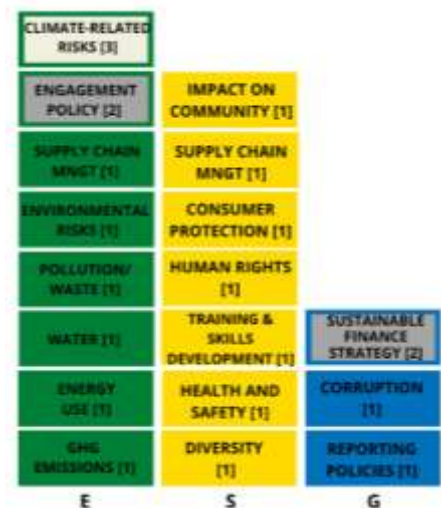 CLIMATE-RELATED
RISKS [3]
ENGAGEMENT
POLICY [2]
IMPACT ON
COMMUNITY [1]
SUPPLY CHAIN
MNGT [1]
SUPPLY CHAIN
MNGT [1]
ENVIRONMENTAL
RISKS [1]
CONSUMER
PROTECTION [1]
POLLUTION/
WASTE [1]
HUMAN RIGHTS
[1]
WATER [1]
TRAINING &
SKILLS
DEVELOPMENT [1]
SUSTAINABLE
FINANCE
STRATEGY [2]
ENERGY
USE [1]
HEALTH AND
SAFETY [1]
CORRUPTION
[1]
GHG
EMISSIONS [1]
DIVERSITY
[1]
REPORTING
POLICIES [1]
E S G